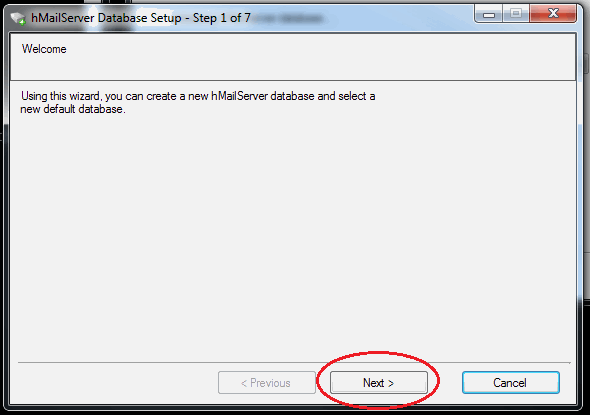 hMailServer Database Setup - Step 1 of 7
Welcome
Using this wizard, you can create a new hMailServer database and select a
new default database.
< Previous
Next >
Cancel